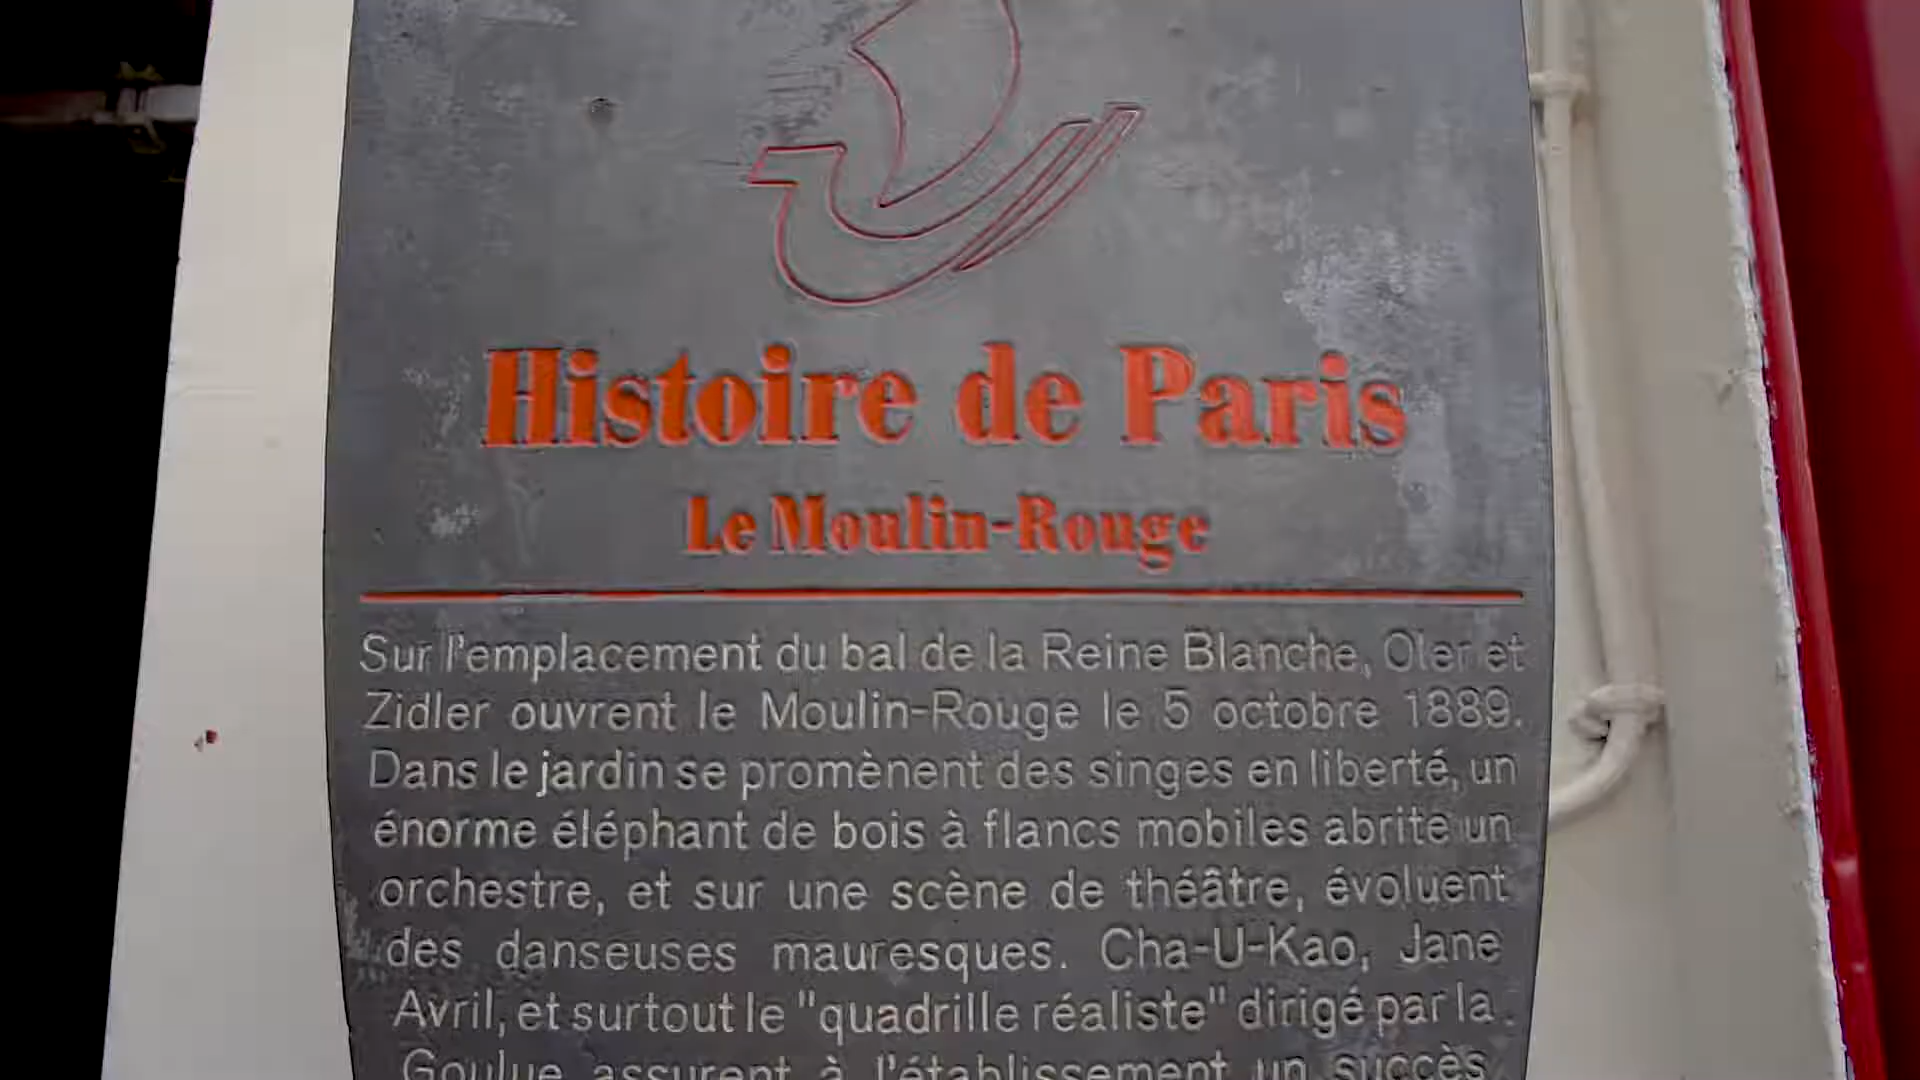 Histoire de Paris
Le Moulin-Rouge
Sur l'emplacement du bal de la Reine Blanche, Oler et
Zidler ouvrent le Moulin-Rouge le 5 octobre 1889.
Dans le jardin se promènent des singes en liberté, un
énorme éléphant de bois à flancs mobiles abrite un
orchestre, et sur une scène de théâtre, évoluent
des danseuses mauresques. Cha-U-Kao, Jane
Avril, et surtout le "quadrille réaliste" dirigé par la
Goulue assurent à l'établissement un succès